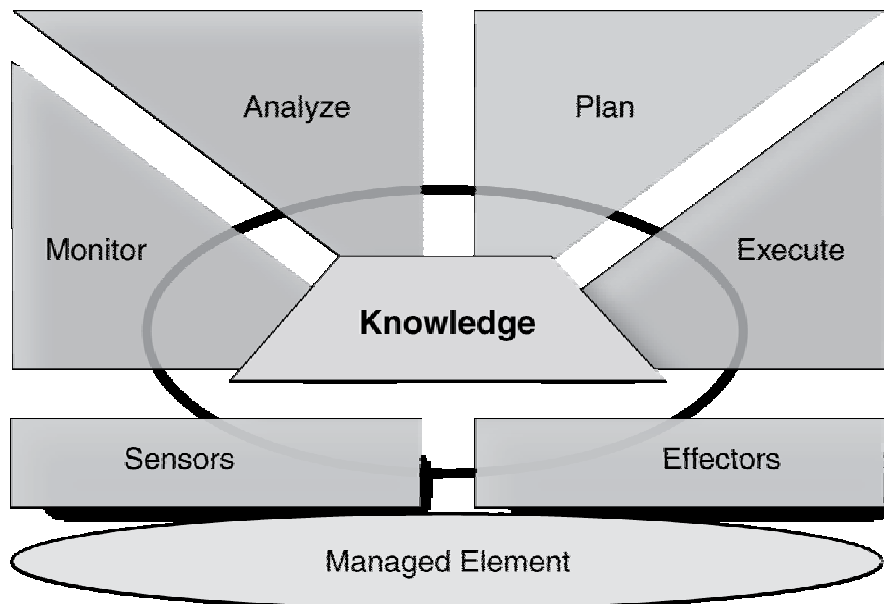 Analyze
Plan
Monitor
Execute
Knowledge
Sensors
Effectors
Managed Element